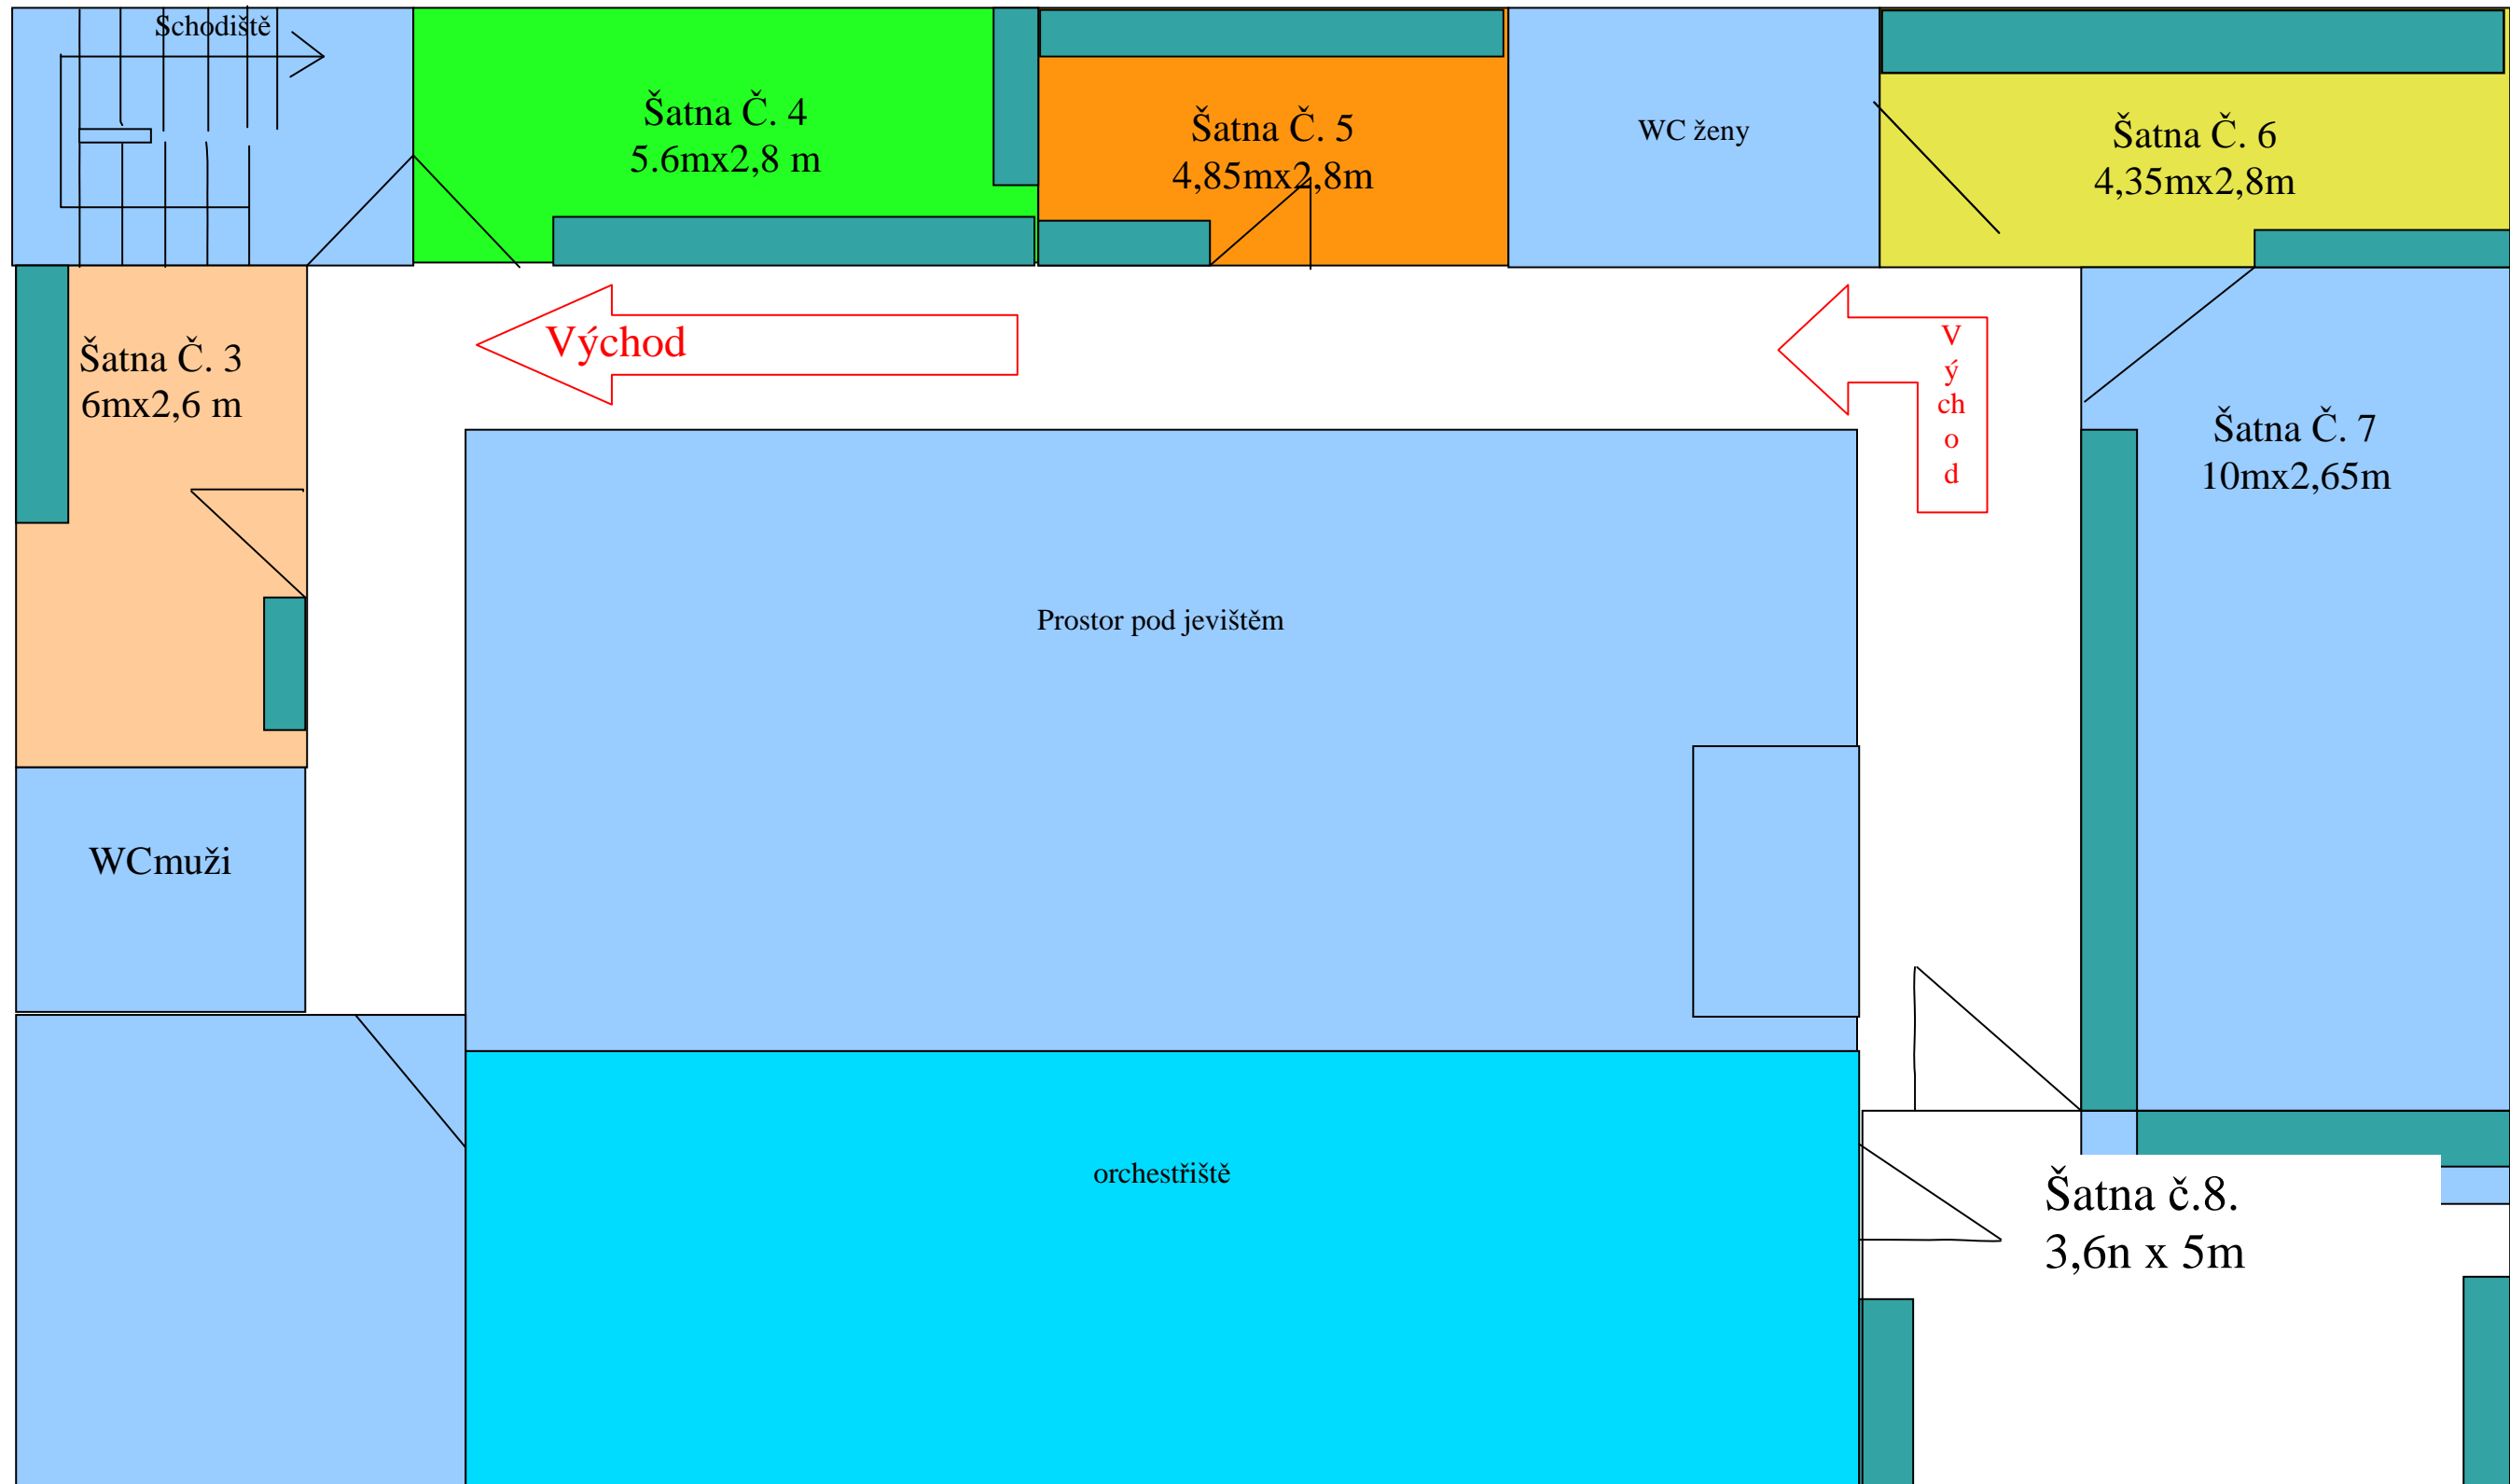 Schodiště
Šatna Č. 4
5.6mx2,8 m
Šatna Č. 5
4,85mx2,8m
WC ženy
Šatna Č. 6
4,35mx2,8m
Šatna Č. 3
6mx2,6 m
Východ
V
ý
ch
o
d
Šatna Č. 7
10mx2,65m
Prostor pod jevištěm
WCmuži
orchestřiště
Šatna č.8.
3,6n x 5m